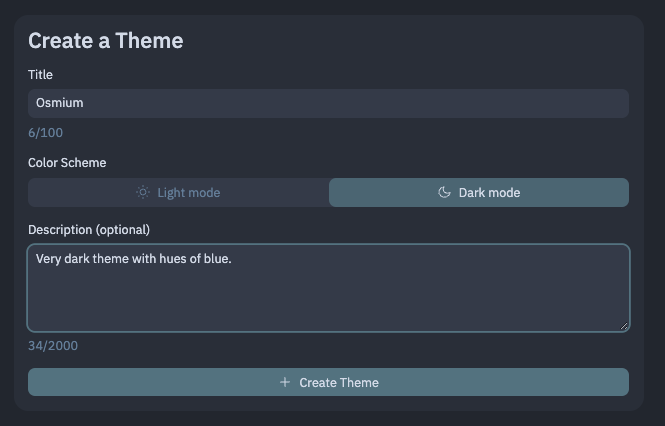 Create a Theme
Title
Osmium
6/100
Color Scheme
Light mode
Dark mode
Description (optional)
Very dark theme with hues of blue.
34/2000
+ Create Theme